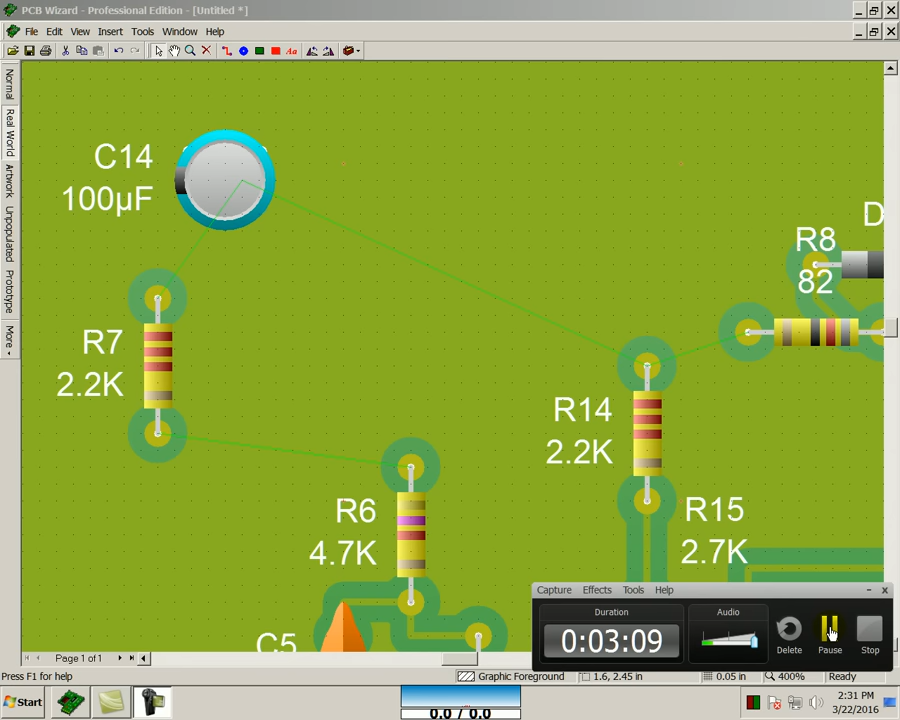 PCB Wizard - Professional Edition - [Untitled *]
File Edit View Insert Tools Window Help
Aa
Normal
Real World
Artwork
Unpopulated
Prototype
More
C14
100µF
R7
2.2K
R6
4.7K
C5
R14
2.2K
R15
2.7K
R8
82
D
Capture Effects Tools Help
Duration
0:03:09
Audio
Delete
Pause
Stop
Page 1 of 1
Press F1 for help
Graphic Foreground
1.6, 2.45 in
0.05 in
400%
Ready
Start
0.0 / 0.0
2:31 PM
3/22/2016